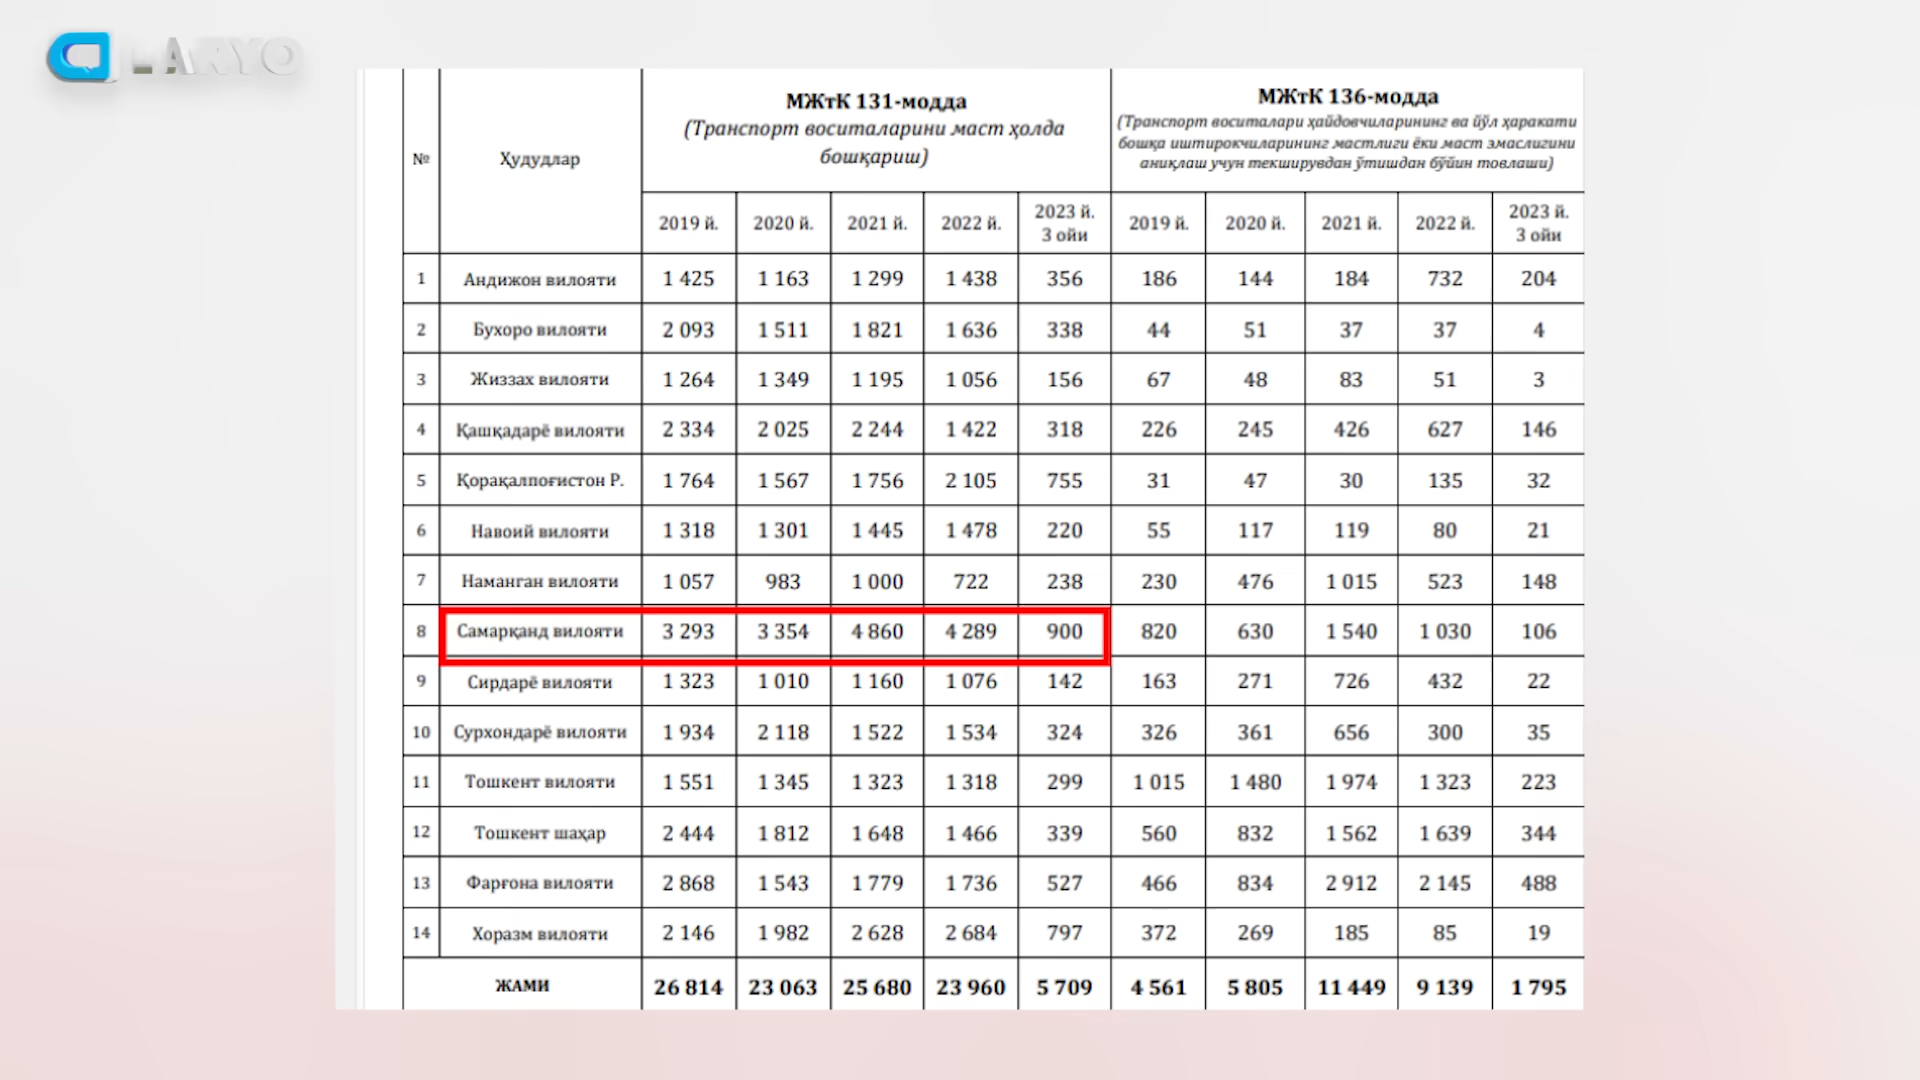 DARYO
№ Ҳудудлар МЖтК 131-модда МЖтК 136-модда
(Транспорт воситаларини маст ҳолда
бошқариш)
(Транспорт воситалари ҳайдовчиларининг ва йўл ҳаракати
бошқа иштирокчиларининг мастлиги ёки маст эмаслигини
аниқлаш учун текширувдан ўтишдан бўйин товлаши)
2019 й. 2020 й. 2021 й. 2022 й. 2023 й. 3 ойи 2019 й. 2020 й. 2021 й. 2022 й. 2023 й. 3 ойи
1 Андижон вилояти 1 425 1 163 1 299 1 438 356 186 144 184 732 204
2 Бухоро вилояти 2 093 1 511 1 821 1 636 338 44 51 37 37 4
3 Жиззах вилояти 1 264 1 349 1 195 1 056 156 67 48 83 51 3
4 Қашқадарё вилояти 2 334 2 025 2 244 1 422 318 226 245 426 627 146
5 Қорақалпоғистон Р. 1 764 1 567 1 756 2 105 755 31 47 30 135 32
6 Навоий вилояти 1 318 1 301 1 445 1 478 220 55 117 119 80 21
7 Наманган вилояти 1 057 983 1 000 722 238 230 476 1 015 523 148
8 Самарқанд вилояти 3 293 3 354 4 860 4 289 900 820 630 1 540 1 030 106
9 Сирдарё вилояти 1 323 1 010 1 160 1 076 142 163 271 726 432 22
10 Сурхондарё вилояти 1 934 2 118 1 522 1 534 324 326 361 656 300 35
11 Тошкент вилояти 1 551 1 345 1 323 1 318 299 1 015 1 480 1 974 1 323 223
12 Тошкент шаҳар 2 444 1 812 1 648 1 466 339 560 832 1 562 1 639 344
13 Фарғона вилояти 2 868 1 543 1 779 1 736 527 466 834 2 912 2 145 488
14 Хоразм вилояти 2 146 1 982 2 628 2 684 797 372 269 185 85 19
ЖАМИ 26 814 23 063 25 680 23 960 5 709 4 561 5 805 11 449 9 139 1 795